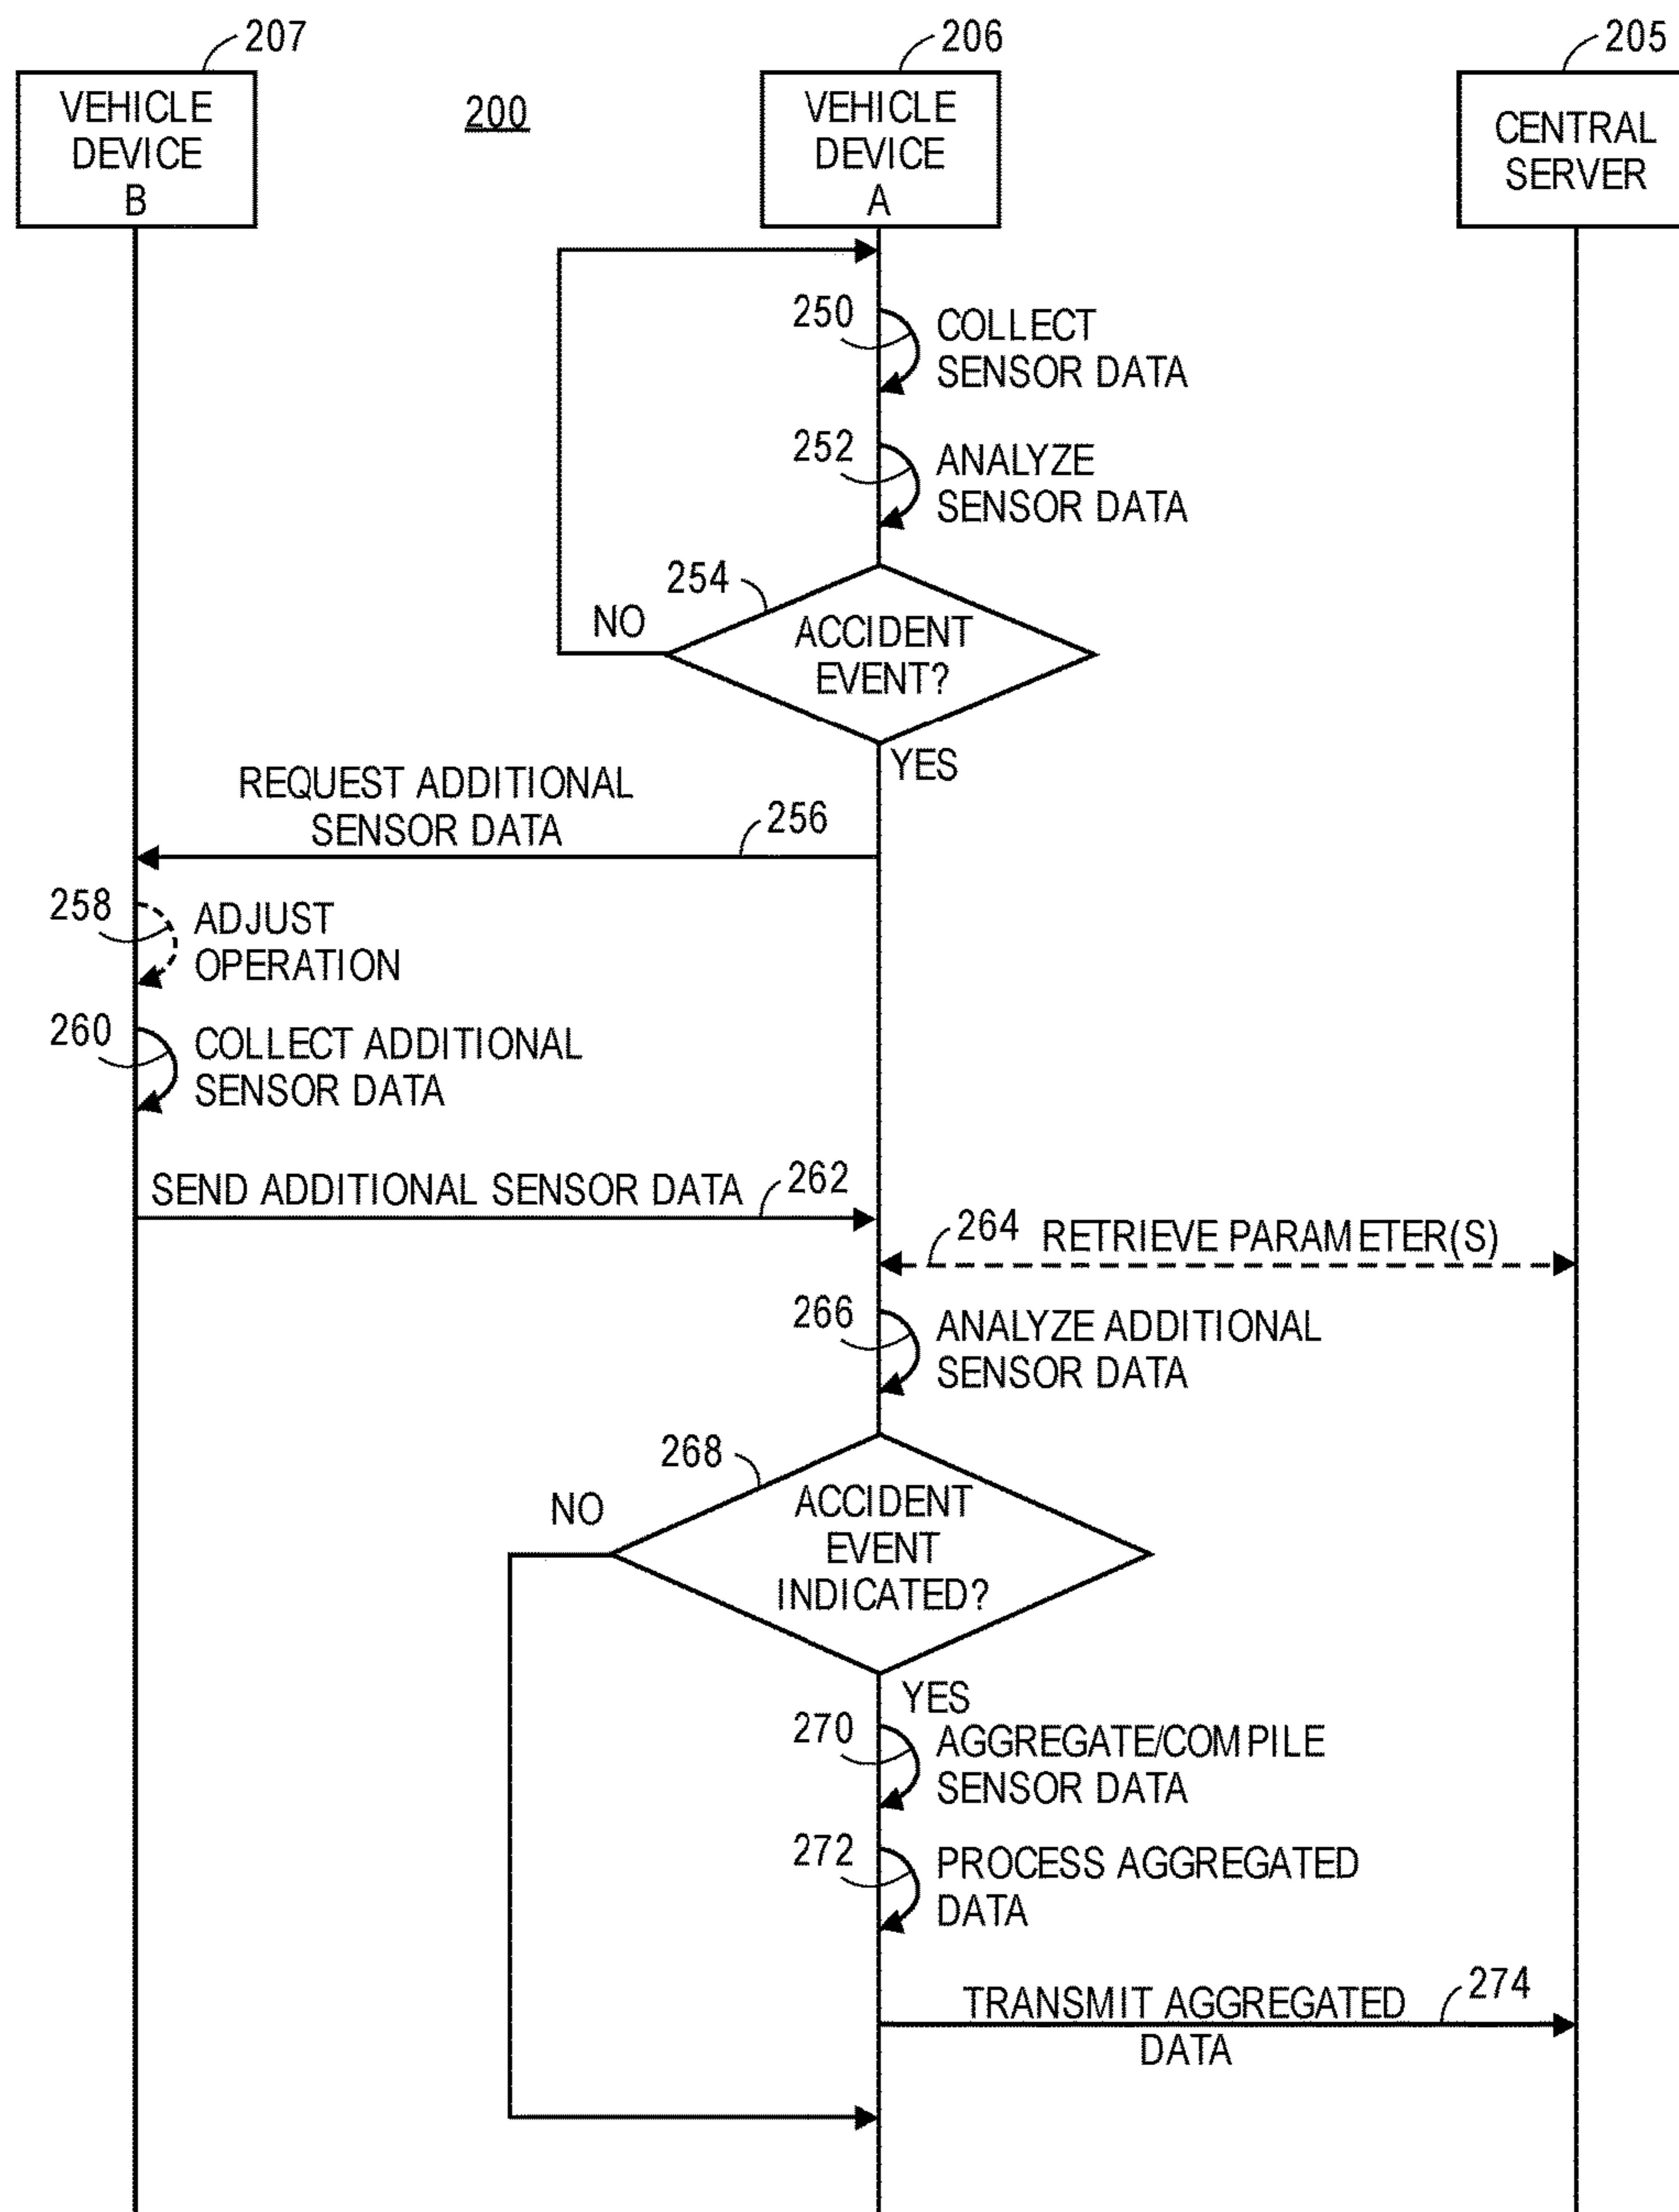 207
206
205
VEHICLE
DEVICE
B
200
VEHICLE
DEVICE
A
CENTRAL
SERVER
250
COLLECT
SENSOR DATA
252
ANALYZE
SENSOR DATA
254
NO
ACCIDENT
EVENT?
YES
REQUEST ADDITIONAL
SENSOR DATA
256
258
ADJUST
OPERATION
260
COLLECT ADDITIONAL
SENSOR DATA
SEND ADDITIONAL SENSOR DATA
262
264
RETRIEVE PARAMETER(S)
266
ANALYZE ADDITIONAL
SENSOR DATA
268
NO
ACCIDENT
EVENT
INDICATED?
YES
270
AGGREGATE/COMPILE
SENSOR DATA
272
PROCESS AGGREGATED
DATA
274
TRANSMIT AGGREGATED
DATA